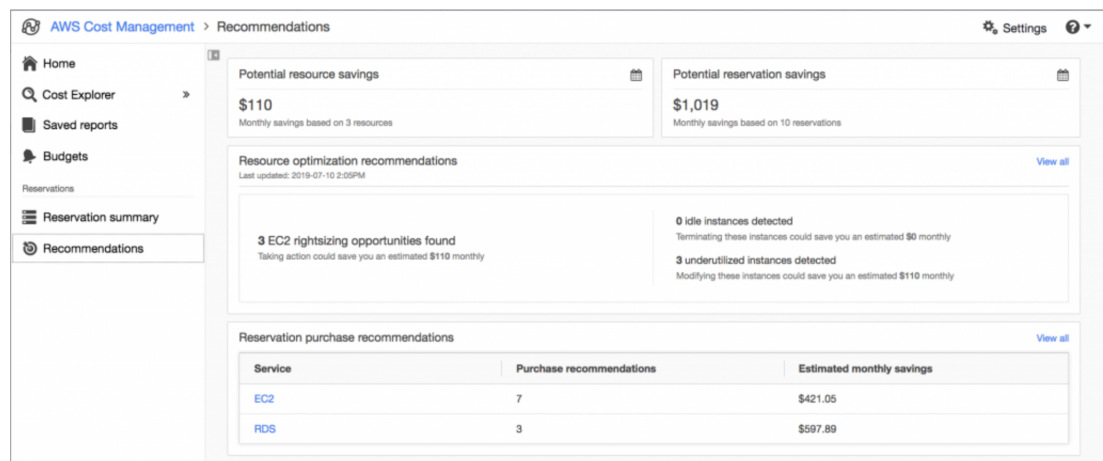 AWS Cost Management > Recommendations
Settings
?
Home
Cost Explorer »
Saved reports
Budgets
Reservations
Reservation summary
Recommendations
Potential resource savings
$110
Monthly savings based on 3 resources
Potential reservation savings
$1,019
Monthly savings based on 10 reservations
Resource optimization recommendations
View all
Last updated: 2019-07-10 2:05PM
3 EC2 rightsizing opportunities found
Taking action could save you an estimated $110 monthly
0 idle instances detected
Terminating these instances could save you an estimated $0 monthly
3 underutilized instances detected
Modifying these instances could save you an estimated $110 monthly
Reservation purchase recommendations
View all
Service Purchase recommendations Estimated monthly savings
EC2 7 $421.05
RDS 3 $597.89